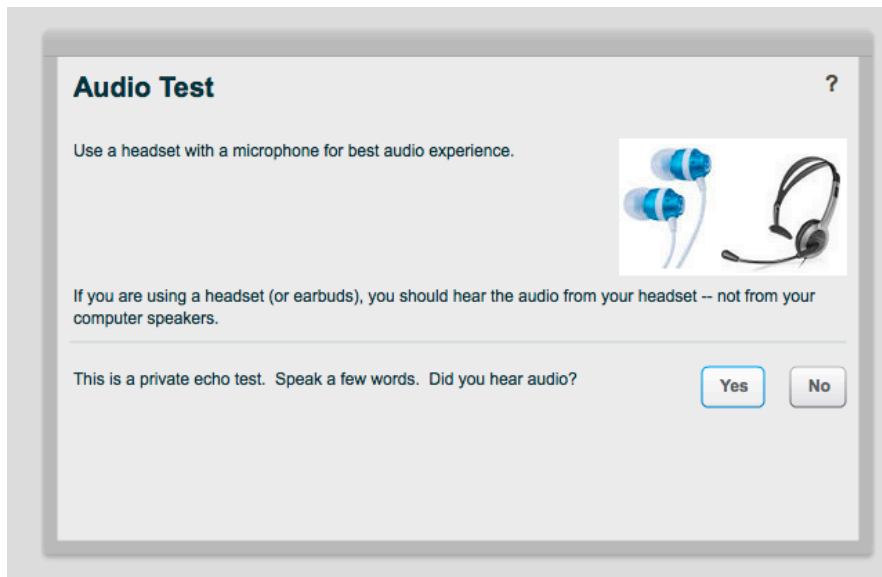 Audio Test
?
Use a headset with a microphone for best audio experience.
If you are using a headset (or earbuds), you should hear the audio from your headset -- not from your
computer speakers.
This is a private echo test.  Speak a few words.  Did you hear audio?
Yes
No